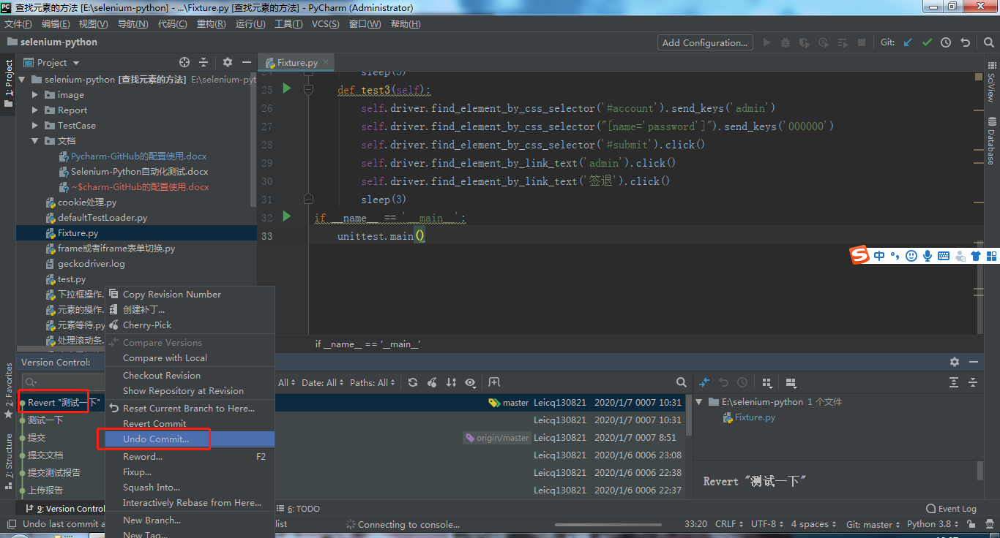 查找元素的方法 [E:\selenium-python] - ...\Fixture.py [查找元素的方法] - PyCharm (Administrator)
文件(F) 编辑(E) 视图(V) 导航(N) 代码(C) 重构(R) 运行(U) 工具(T) VCS(S) 窗口(W) 帮助(H)
selenium-python
Add Configuration...
Git:
1: Project
Project
Fixture.py
selenium-python [查找元素的方法] E:\selenium-pyt
image
Report
TestCase
文档
Pycharm-GitHub的配置使用.docx
Selenium-Python自动化测试.docx
~$charm-GitHub的配置使用.docx
cookie处理.py
defaultTestLoader.py
Fixture.py
frame或者iframe表单切换.py
geckodriver.log
test.py
下拉框操作.
元素的操作.
元素等待.py
处理滚动条.
24 sleep(3)
25 def test3(self):
26 self.driver.find_element_by_css_selector('#account').send_keys('admin')
27 self.driver.find_element_by_css_selector("[name='password']").send_keys('000000')
28 self.driver.find_element_by_css_selector('#submit').click()
29 self.driver.find_element_by_link_text('admin').click()
30 self.driver.find_element_by_link_text('签退').click()
31 sleep(3)
32 if __name__ == '__main__':
33 unittest.main()
if __name__ == '__main__'
SciView
Database
中
Copy Revision Number
创建补丁...
Cherry-Pick
Compare Versions
Compare with Local
Checkout Revision
Show Repository at Revision
Reset Current Branch to Here...
Revert Commit
Undo Commit...
Reword... F2
Fixup...
Squash Into...
Interactively Rebase from Here...
New Branch...
New Tag...
2: Favorites
7: Structure
Version Control:
All Date: All Paths: All
Revert "测试一下" master Leicq130821 2020/1/7 0007 10:31
测试一下 Leicq130821 2020/1/7 0007 10:31
提交 origin/master Leicq130821 2020/1/7 0007 8:51
提交文档 Leicq130821 2020/1/6 0006 23:08
提交测试报告 Leicq130821 2020/1/6 0006 22:38
上传报告 Leicq130821 2020/1/6 0006 22:37
E:\selenium-python 1 个文件
Fixture.py
Revert "测试一下"
9: Version Control
6: TODO
Event Log
Undo last commit a
list
Connecting to console...
33:20 CRLF UTF-8 4 spaces Git: master Python 3.8